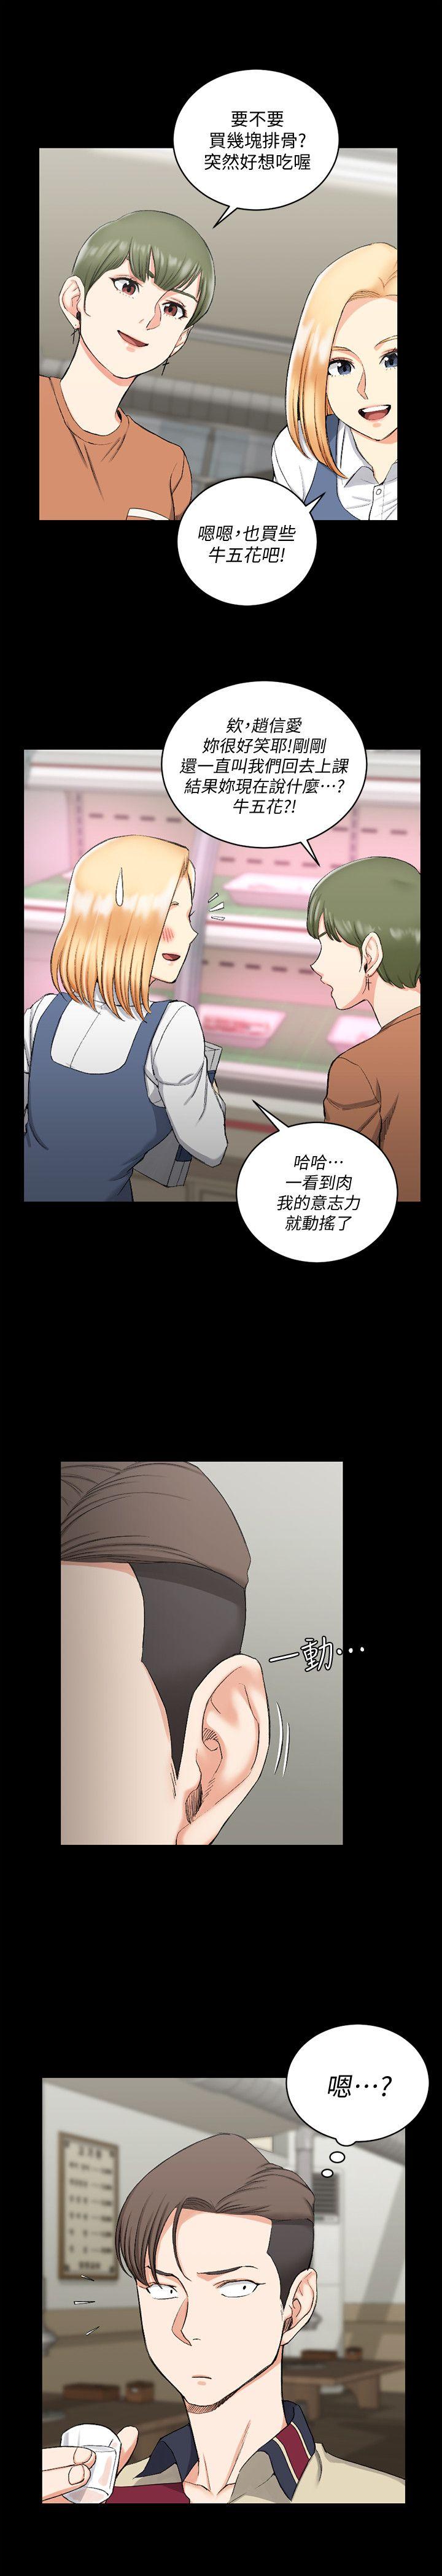 要不要
買幾塊排骨?
突然好想吃喔
嗯嗯,也買些
牛五花吧!
欸,趙信愛
妳很好笑耶!剛剛
還一直叫我們回去上課
結果妳現在說什麼…?
牛五花?!
哈哈…
一看到肉
我的意志力
就動搖了
一動…
嗯…?